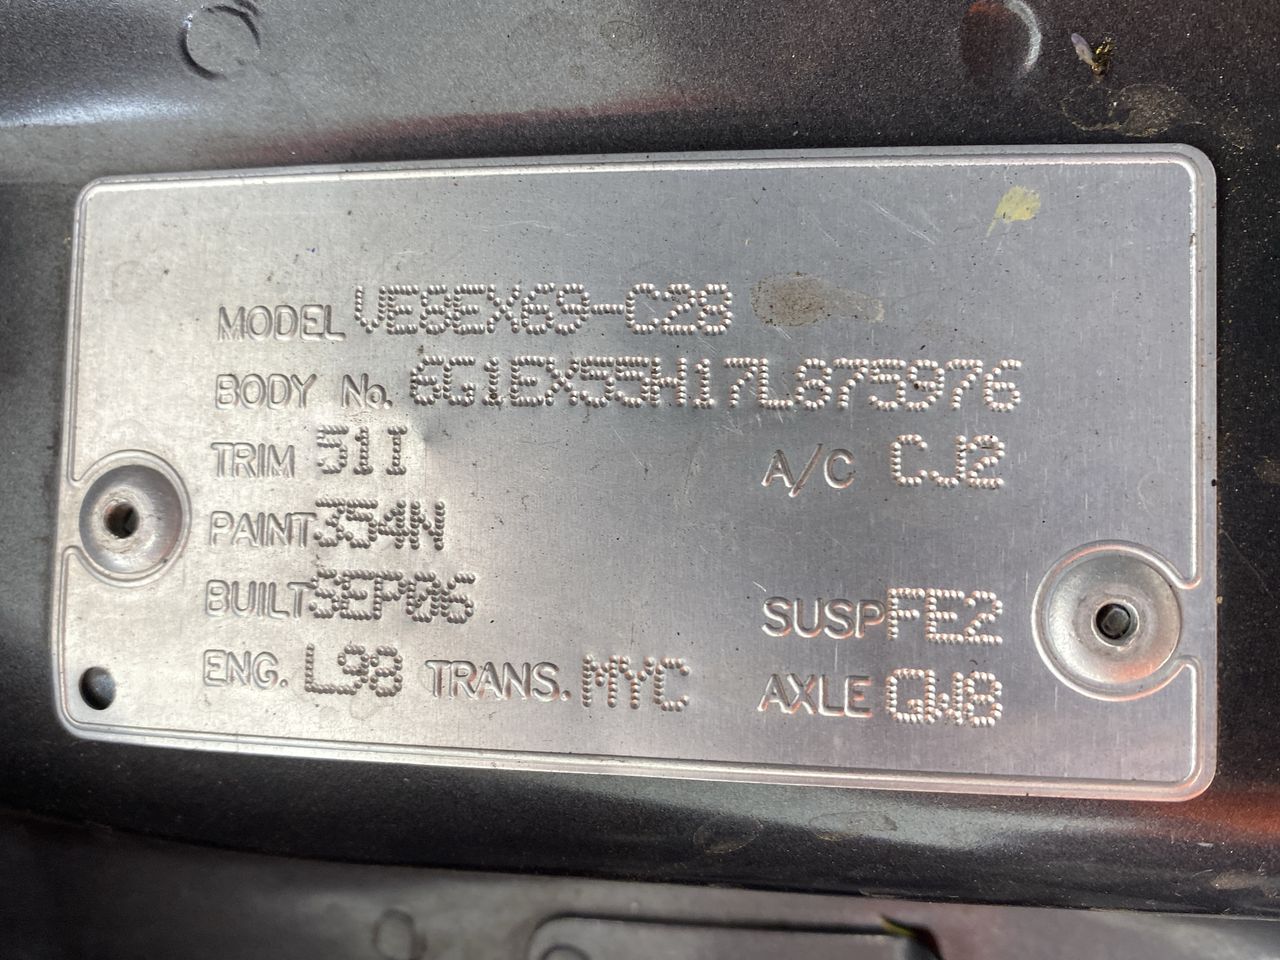 MODEL VE8EX69-C28
BODY No. 6G1EX55H17L875976
TRIM 51I A/C CJ2
PAINT 354N
BUILT SEP06 SUSP FE2
ENG. L98 TRANS. MYC AXLE GW8